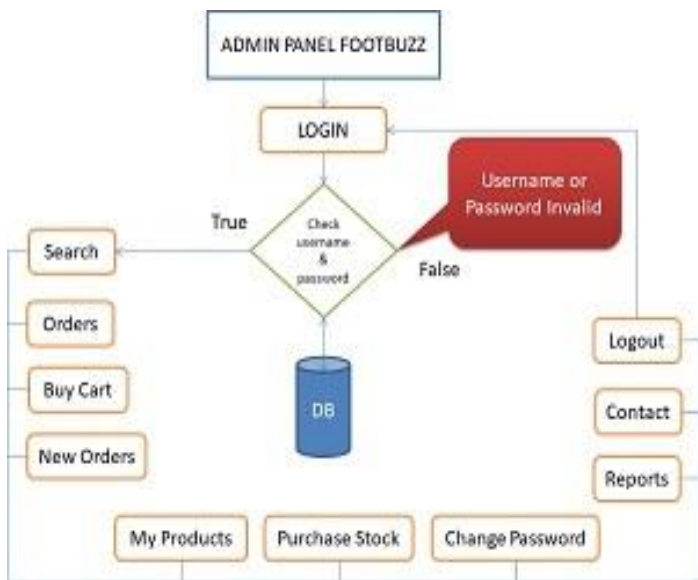 ADMIN PANEL FOOTBUZZ
LOGIN
Username or
Password Invalid
True
Check
username
&
password
False
Search
Orders
Buy Cart
New Orders
DB
Logout
Contact
Reports
My Products
Purchase Stock
Change Password